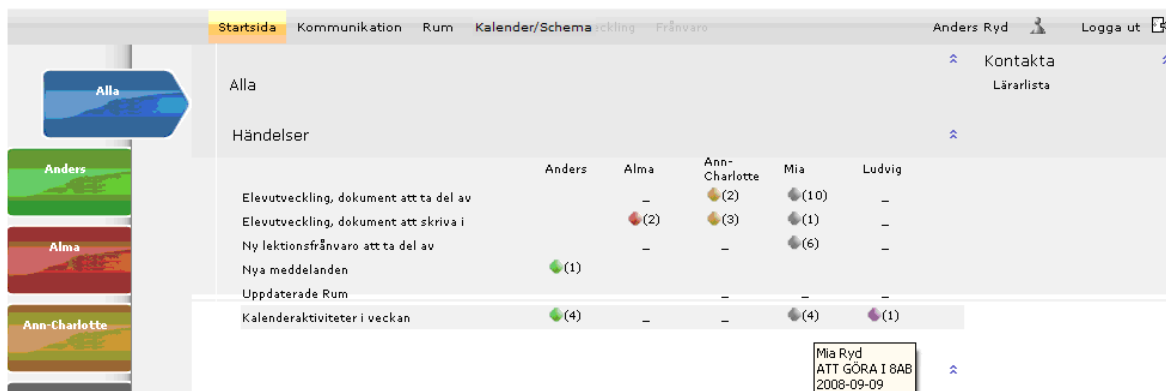 Startsida Kommunikation Rum Kalender/Schema ckling Frånvaro Anders Ryd Logga ut
Kontakta
Alla
Alla
Lärarlista
Händelser
Anders
Anders Alma Ann-Charlotte Mia Ludvig
Elevutveckling, dokument att ta del av _ (2) (10) _
Elevutveckling, dokument att skriva i (2) (3) (1) _
Alma
Ny lektionsfrånvaro att ta del av _ _ (6) _
Nya meddelanden (1)
Uppdaterade Rum _ _ _
Ann-Charlotte
Kalenderaktiviteter i veckan (4) _ _ (4) (1)
Mia Ryd
ATT GÖRA I 8AB
2008-09-09